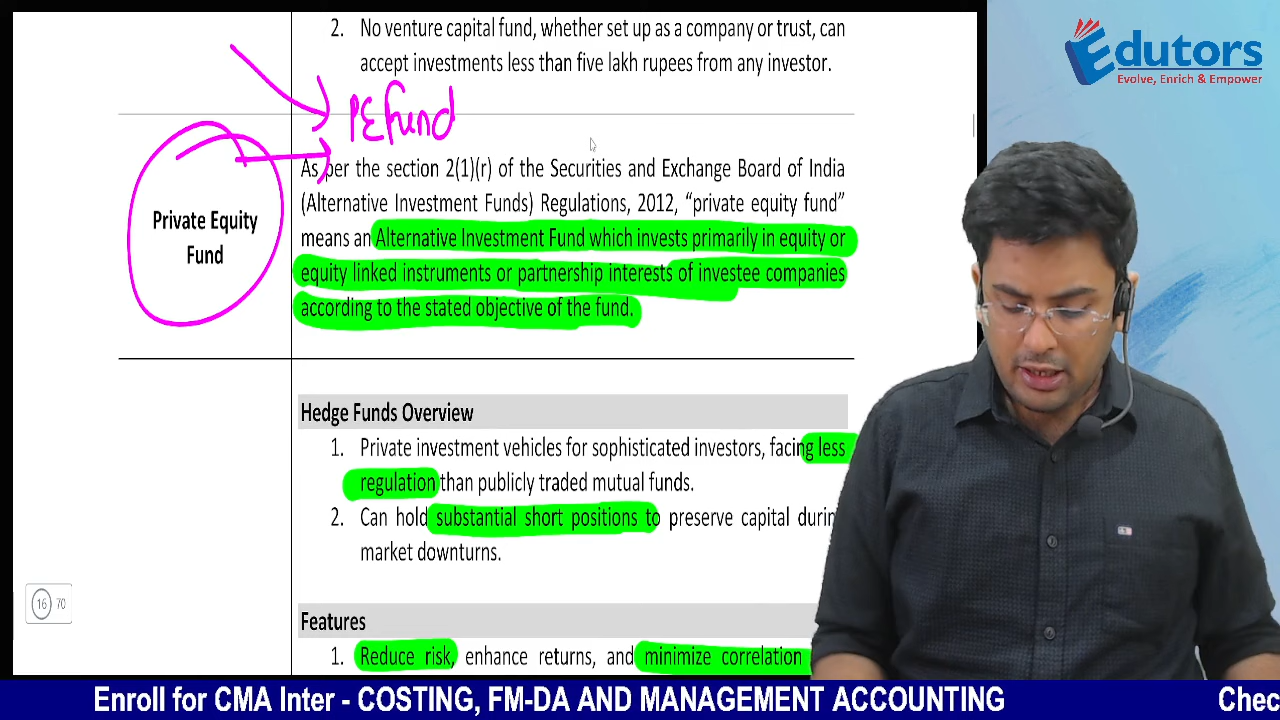 2. No venture capital fund, whether set up as a company or trust, can
accept investments less than five lakh rupees from any investor.
Edutors
Evolve, Enrich & Empower
PE Fund
Private Equity
Fund
As per the section 2(1)(r) of the Securities and Exchange Board of India
(Alternative Investment Funds) Regulations, 2012, “private equity fund”
means an Alternative Investment Fund which invests primarily in equity or
equity linked instruments or partnership interests of investee companies
according to the stated objective of the fund.
Hedge Funds Overview
1. Private investment vehicles for sophisticated investors, facing less
regulation than publicly traded mutual funds.
2. Can hold substantial short positions to preserve capital durin
market downturns.
16 70
Features
1. Reduce risk, enhance returns, and minimize correlation
Enroll for CMA Inter - COSTING, FM-DA AND MANAGEMENT ACCOUNTING
Chec